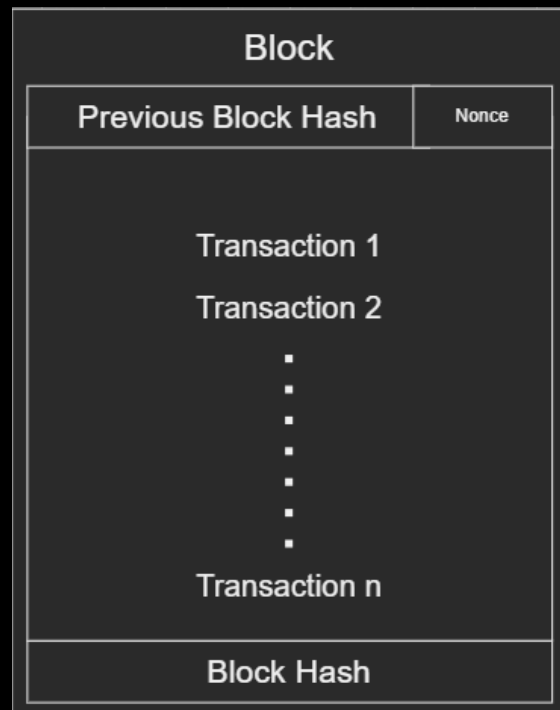 Block
Previous Block Hash Nonce
Transaction 1
Transaction 2
Transaction n
Block Hash